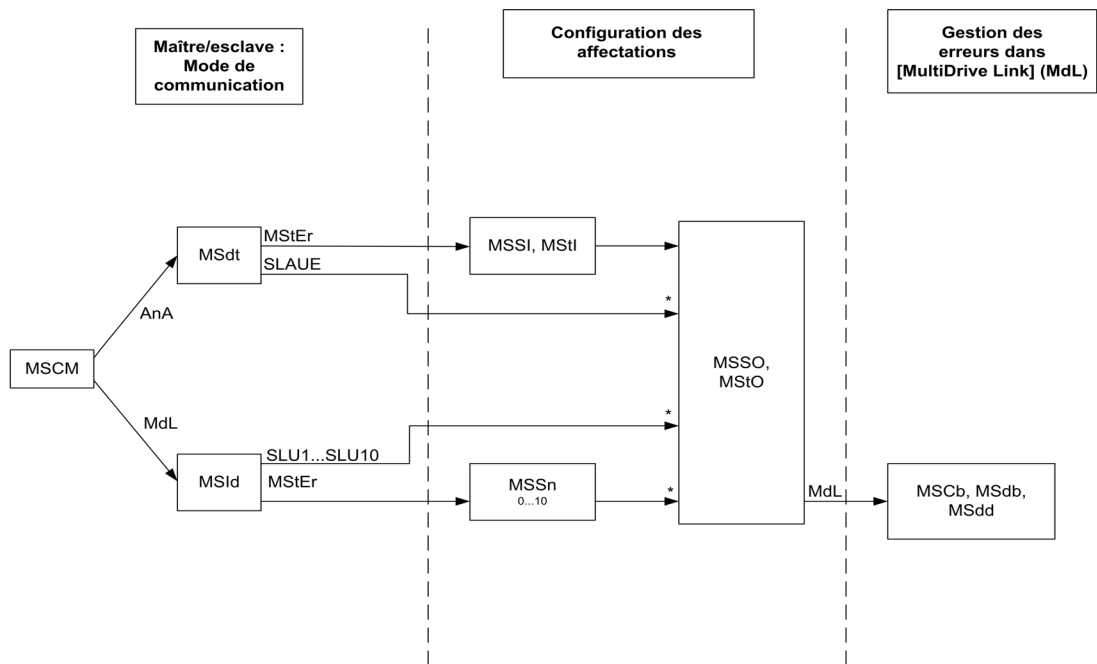 Maître/esclave :
Mode de
communication
Configuration des
affectations
Gestion des
erreurs dans
[MultiDrive Link] (MdL)
MSCM
AnA
MdL
MSdt
MStEr
SLAUE
MSSI, MStI
*
MSId
SLU1...SLU10
MStEr
*
MSSn
0...10
*
MSSO,
MStO
MdL
MSCb, MSdb,
MSdd